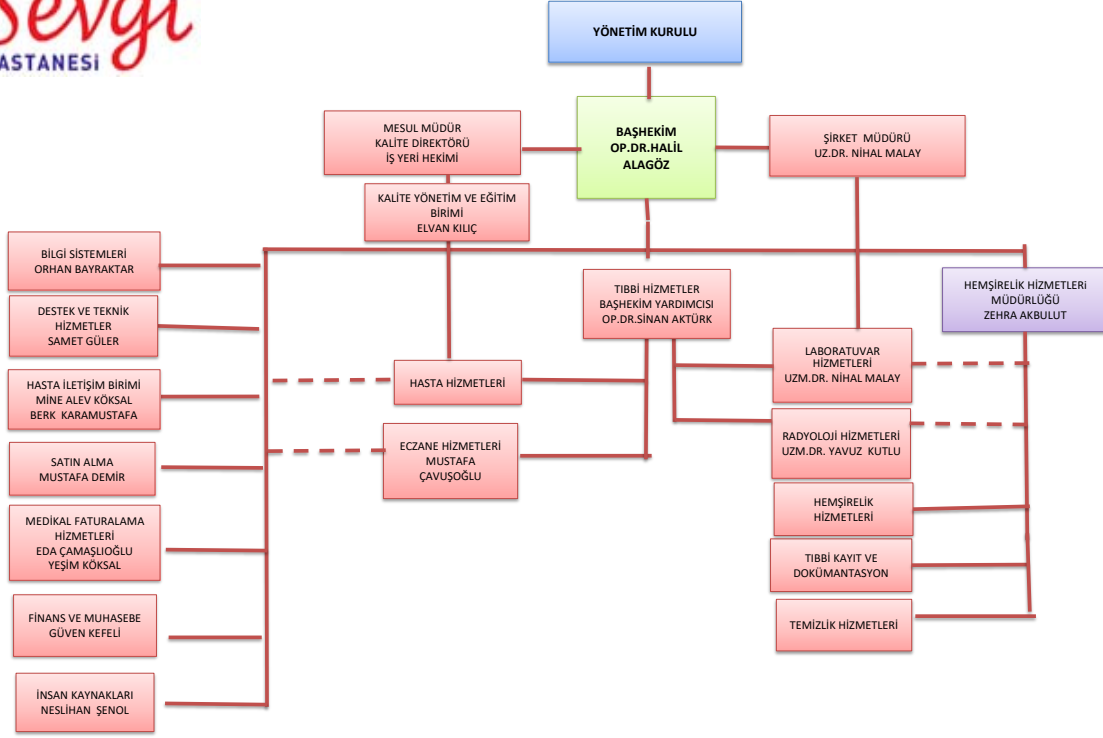 Sevgi
ASTANESİ
YÖNETİM KURULU
MESUL MÜDÜR
KALİTE DİREKTÖRÜ
İŞ YERİ HEKİMİ
BAŞHEKİM
OP.DR.HALİL
ALAGÖZ
ŞİRKET MÜDÜRÜ
UZ.DR. NİHAL MALAY
KALİTE YÖNETİM VE EĞİTİM
BİRİMİ
ELVAN KILIÇ
BİLGİ SİSTEMLERİ
ORHAN BAYRAKTAR
TIBBİ HİZMETLER
BAŞHEKİM YARDIMCISI
OP.DR.SİNAN AKTÜRK
HEMŞİRELİK HİZMETLERi
MÜDÜRLÜĞÜ
ZEHRA AKBULUT
DESTEK VE TEKNİK
HİZMETLER
SAMET GÜLER
LABORATUVAR
HİZMETLERİ
UZM.DR. NİHAL MALAY
HASTA İLETİŞİM BİRİMİ
MİNE ALEV KÖKSAL
BERK KARAMUSTAFA
HASTA HİZMETLERİ
ECZANE HİZMETLERİ
MUSTAFA
ÇAVUŞOĞLU
RADYOLOJİ HİZMETLERİ
UZM.DR. YAVUZ KUTLU
SATIN ALMA
MUSTAFA DEMİR
HEMŞİRELİK
HİZMETLERİ
MEDİKAL FATURALAMA
HİZMETLERİ
EDA ÇAMAŞLIOĞLU
YEŞİM KÖKSAL
TIBBİ KAYIT VE
DOKÜMANTASYON
FİNANS VE MUHASEBE
GÜVEN KEFELİ
TEMİZLİK HİZMETLERİ
İNSAN KAYNAKLARI
NESLİHAN ŞENOL